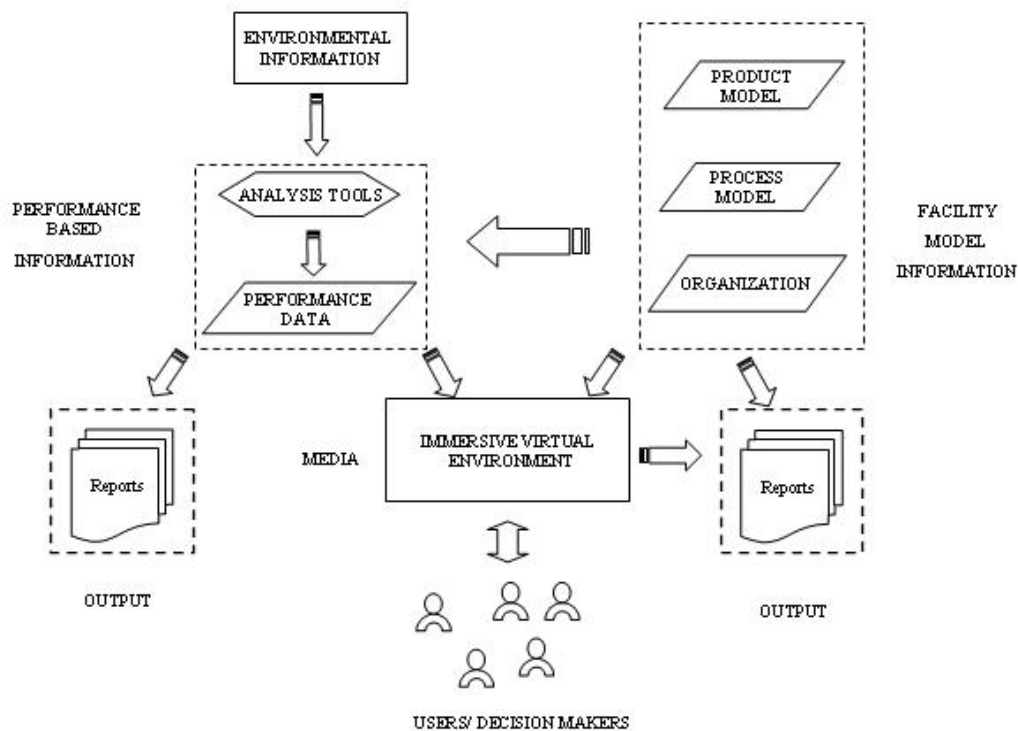 ENVIRONMENTAL
INFORMATION
PRODUCT
MODEL
ANALYSIS TOOLS
PROCESS
MODEL
PERFORMANCE
BASED
INFORMATION
FACILITY
MODEL
INFORMATION
PERFORMANCE
DATA
ORGANIZATION
MEDIA
IMMERSIVE VIRTUAL
ENVIRONMENT
Reports
Reports
OUTPUT
OUTPUT
USERS/ DECISION MAKERS